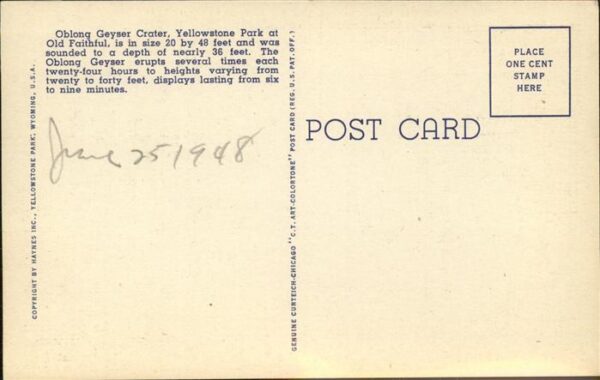 Oblong Geyser Crater, Yellowstone Park at
Old Faithful, is in size 20 by 48 feet and was
sounded to a depth of nearly 36 feet. The
Oblong Geyser erupts several times each
twenty-four hours to heights varying from
twenty to forty feet, displays lasting from six
to nine minutes.
June 25 1948
COPYRIGHT BY HAYNES INC., YELLOWSTONE PARK, WYOMING, U.S.A.
GENUINE CURTEICH-CHICAGO "C.T. ART-COLORTONE" POST CARD (REG. U.S. PAT. OFF.)
POST CARD
PLACE
ONE CENT
STAMP
HERE